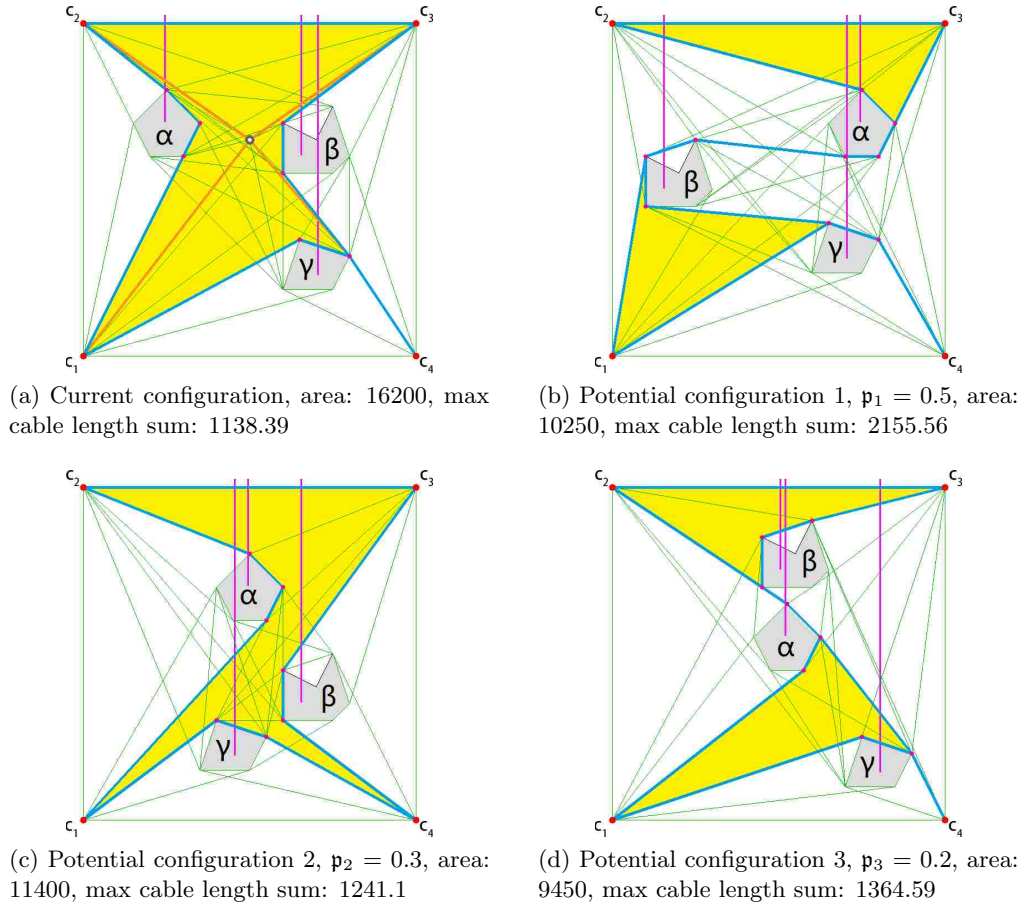 C2
C3
α
β
γ
C1
C4
(a) Current configuration, area: 16200, max
cable length sum: 1138.39
C2
C3
α
β
γ
C1
C4
(b) Potential configuration 1, 𝔭₁ = 0.5, area:
10250, max cable length sum: 2155.56
C2
C3
α
β
γ
C1
C4
(c) Potential configuration 2, 𝔭₂ = 0.3, area:
11400, max cable length sum: 1241.1
C2
C3
β
α
γ
C1
C4
(d) Potential configuration 3, 𝔭₃ = 0.2, area:
9450, max cable length sum: 1364.59